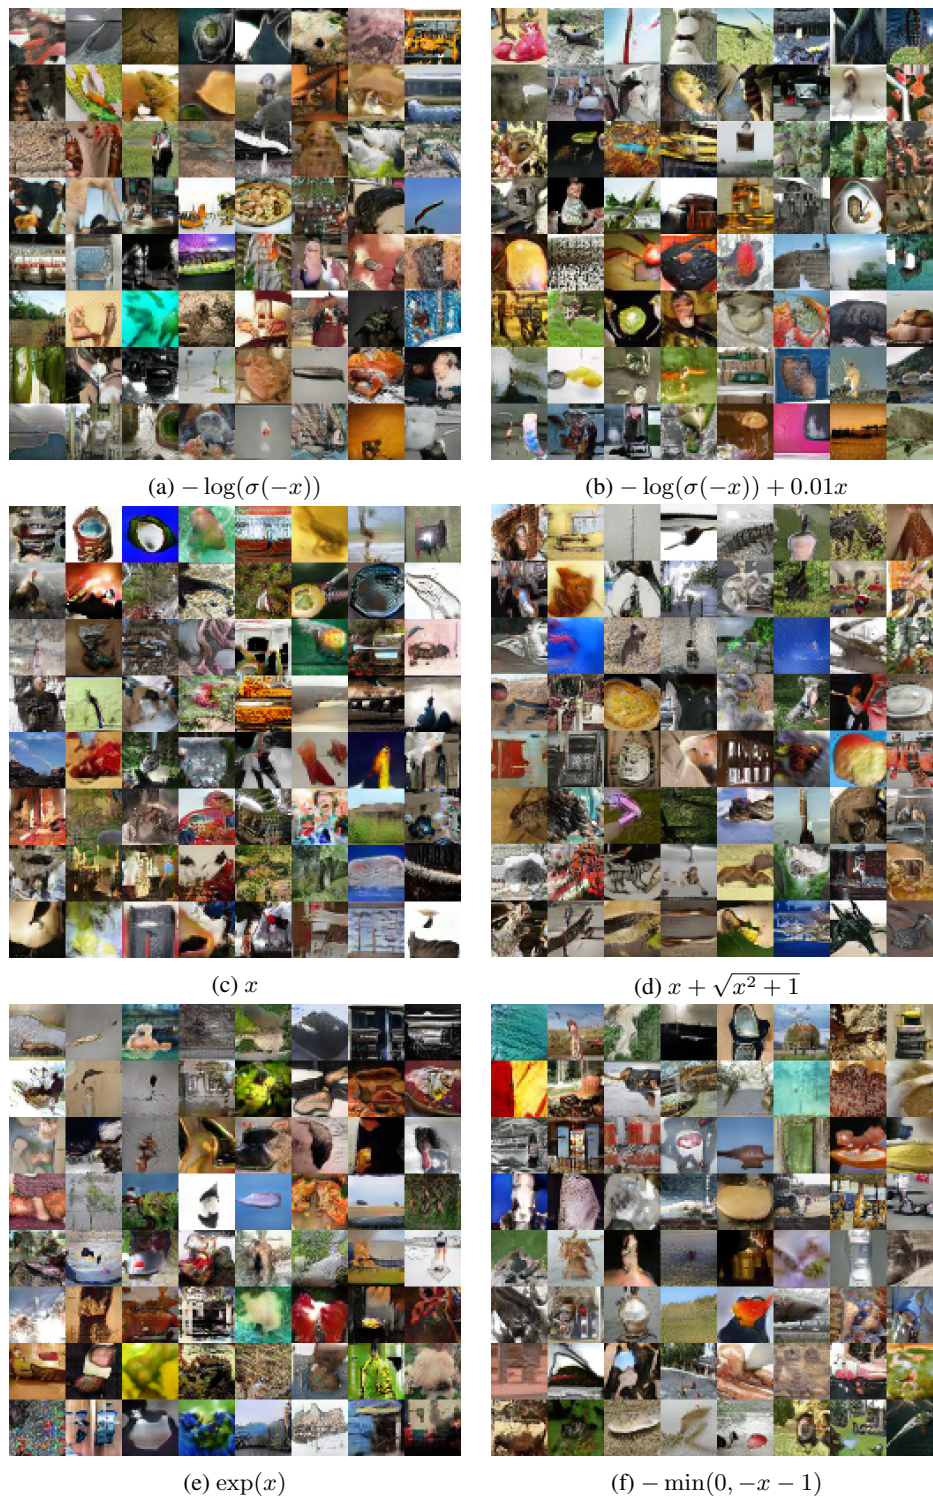 (a) − log(σ(−x))
(b) − log(σ(−x)) + 0.01x
(c) x
(d) x + √(x² + 1)
(e) exp(x)
(f) − min(0, −x − 1)